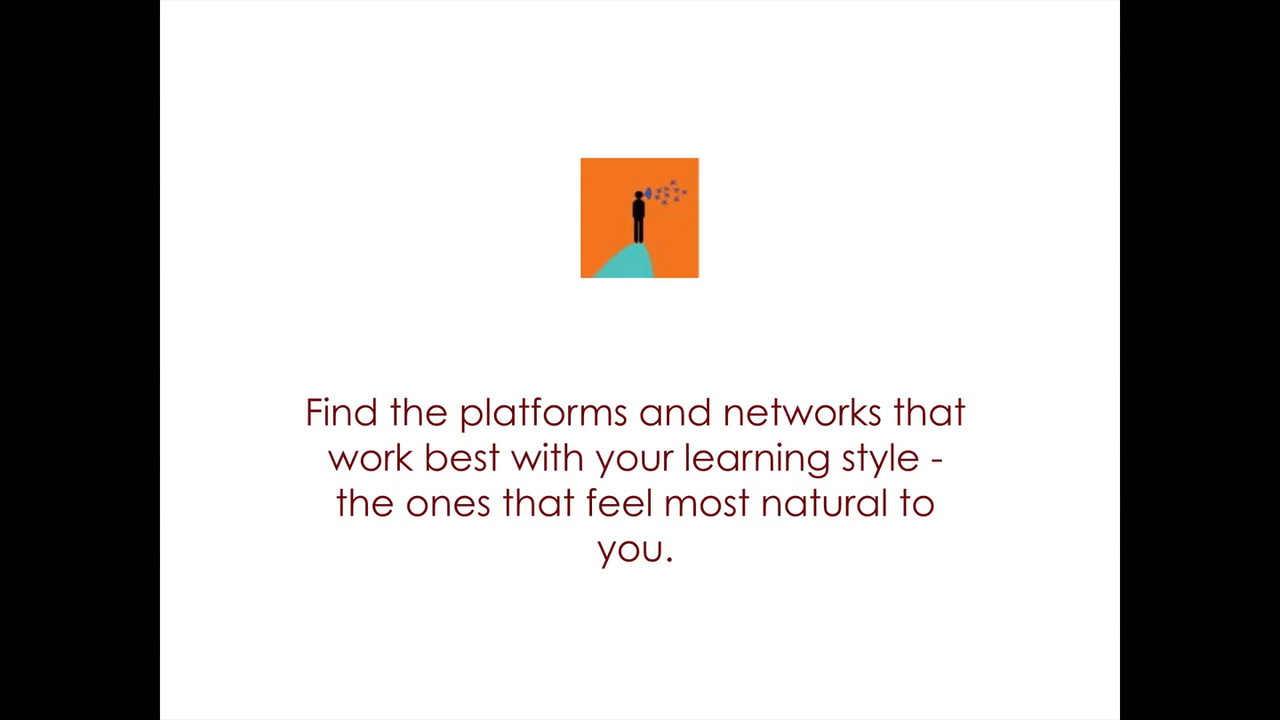 Find the platforms and networks that
work best with your learning style -
the ones that feel most natural to
you.